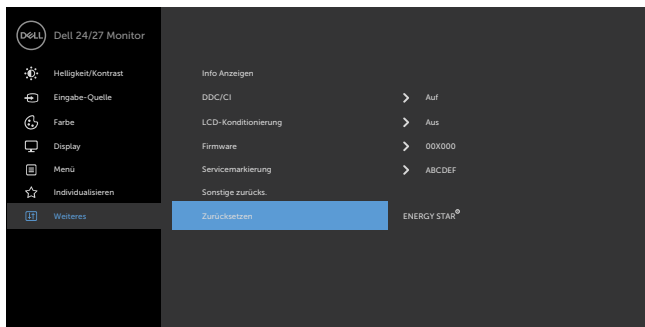 DELL Dell 24/27 Monitor
Helligkeit/Kontrast Info Anzeigen
Eingabe-Quelle DDC/CI Auf
Farbe LCD-Konditionierung Aus
Display Firmware 00X000
Menü Servicemarkierung ABCDEF
Individualisieren Sonstige zurücks.
Weiteres Zurücksetzen ENERGY STAR®